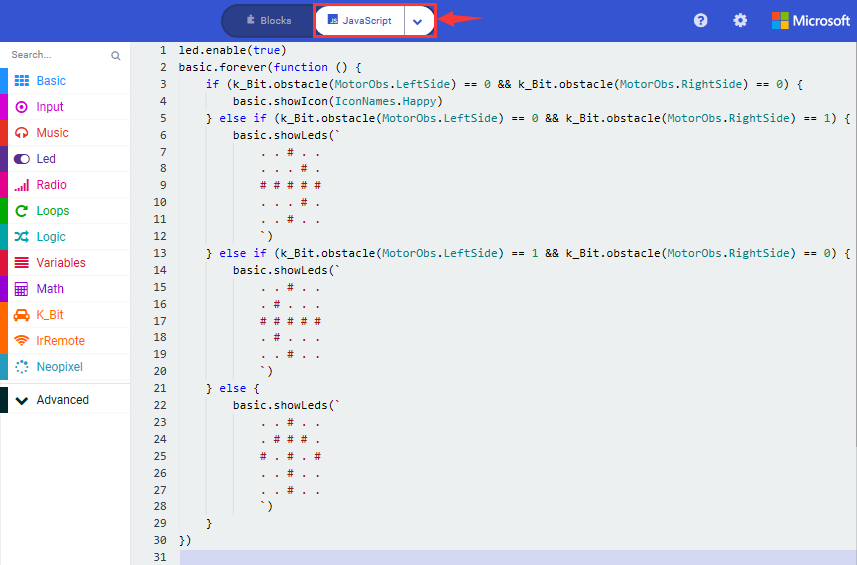 Blocks
JavaScript
Microsoft
Search...
Basic
Input
Music
Led
Radio
Loops
Logic
Variables
Math
K_Bit
IrRemote
Neopixel
Advanced
1 led.enable(true)
2 basic.forever(function () {
3     if (k_Bit.obstacle(MotorObs.LeftSide) == 0 && k_Bit.obstacle(MotorObs.RightSide) == 0) {
4         basic.showIcon(IconNames.Happy)
5     } else if (k_Bit.obstacle(MotorObs.LeftSide) == 0 && k_Bit.obstacle(MotorObs.RightSide) == 1) {
6         basic.showLeds(`
7             . . # . .
8             . . . # .
9             # # # # #
10             . . . # .
11             . . # . .
12             `)
13     } else if (k_Bit.obstacle(MotorObs.LeftSide) == 1 && k_Bit.obstacle(MotorObs.RightSide) == 0) {
14         basic.showLeds(`
15             . . # . .
16             . # . . .
17             # # # # #
18             . # . . .
19             . . # . .
20             `)
21     } else {
22         basic.showLeds(`
23             . . # . .
24             . # # # .
25             # . # . #
26             . . # . .
27             . . # . .
28             `)
29     }
30 })
31